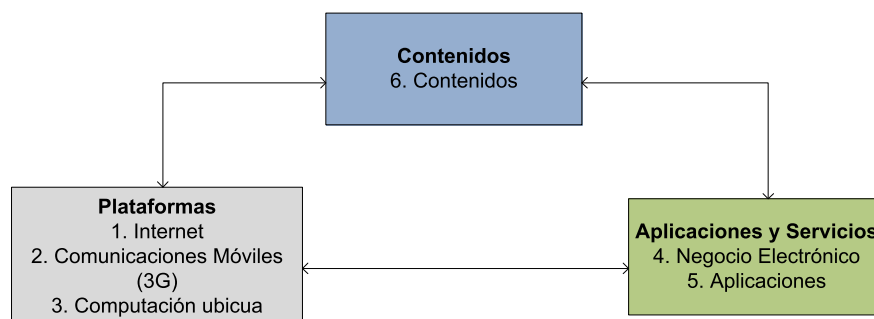 Contenidos
6. Contenidos
Plataformas
1. Internet
2. Comunicaciones Móviles
(3G)
3. Computación ubicua
Aplicaciones y Servicios
4. Negocio Electrónico
5. Aplicaciones